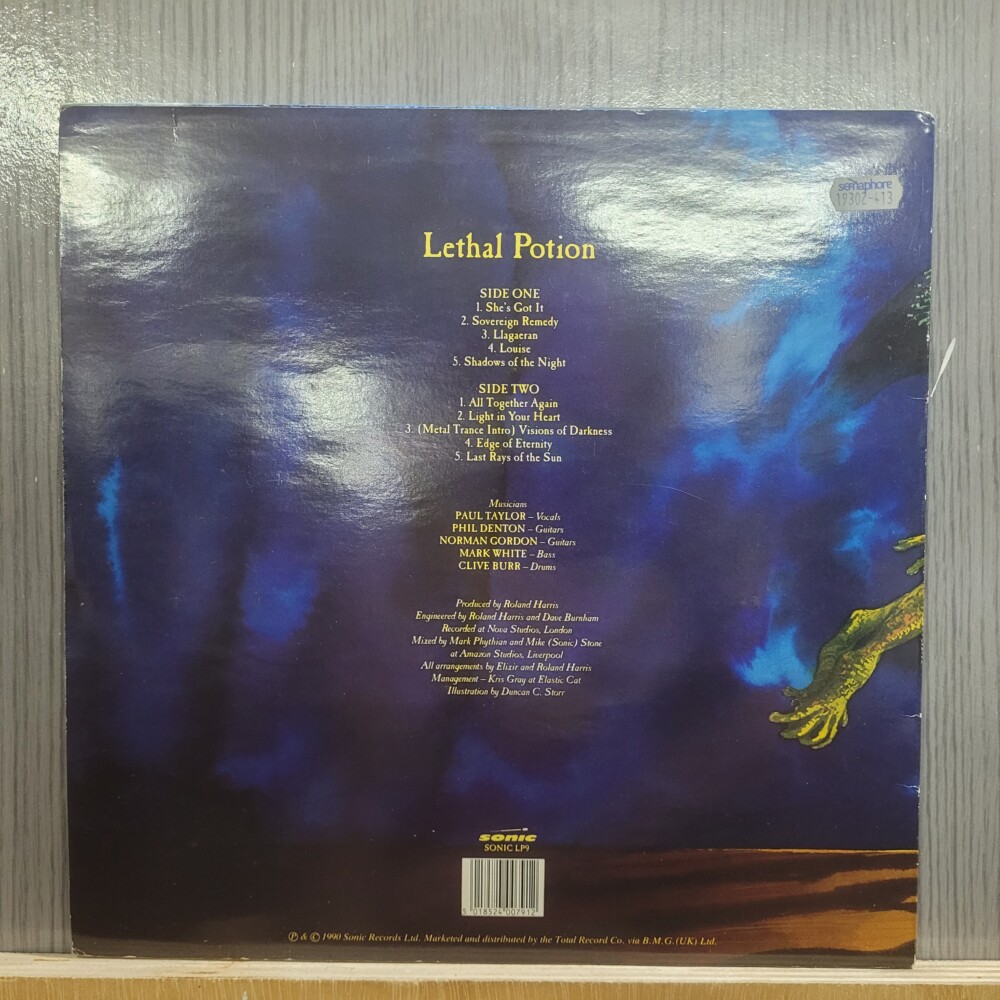 semaphore
19302-413
Lethal Potion
SIDE ONE
1. She's Got It
2. Sovereign Remedy
3. Llagaeran
4. Louise
5. Shadows of the Night
SIDE TWO
1. All Together Again
2. Light in Your Heart
3. (Metal Trance Intro) Visions of Darkness
4. Edge of Eternity
5. Last Rays of the Sun
Musicians
PAUL TAYLOR – Vocals
PHIL DENTON – Guitars
NORMAN GORDON – Guitars
MARK WHITE – Bass
CLIVE BURR – Drums
Produced by Roland Harris
Engineered by Roland Harris and Dave Burnham
Recorded at Nova Studios, London
Mixed by Mark Phythian and Mike (Sonic) Stone
at Amazon Studios, Liverpool
All arrangements by Elixir and Roland Harris
Management – Kris Gray at Elastic Cat
Illustration by Duncan C. Storr
sonic
SONIC LP9
5 018524 007912
℗ & © 1990 Sonic Records Ltd. Marketed and distributed by the Total Record Co. via B.M.G. (UK) Ltd.